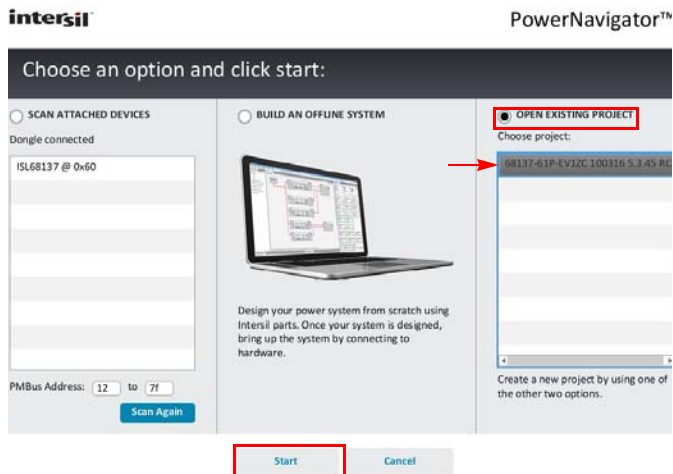 intersil
PowerNavigator™
Choose an option and click start:
SCAN ATTACHED DEVICES
Dongle connected
ISL68137 @ 0x60
PMBus Address: 12 to 7f
Scan Again
BUILD AN OFFLINE SYSTEM
Design your power system from scratch using
Intersil parts. Once your system is designed,
bring up the system by connecting to
hardware.
OPEN EXISTING PROJECT
Choose project:
68137-61P-EV1ZC 100316 5.3.45 RC
Create a new project by using one of
the other two options.
Start
Cancel